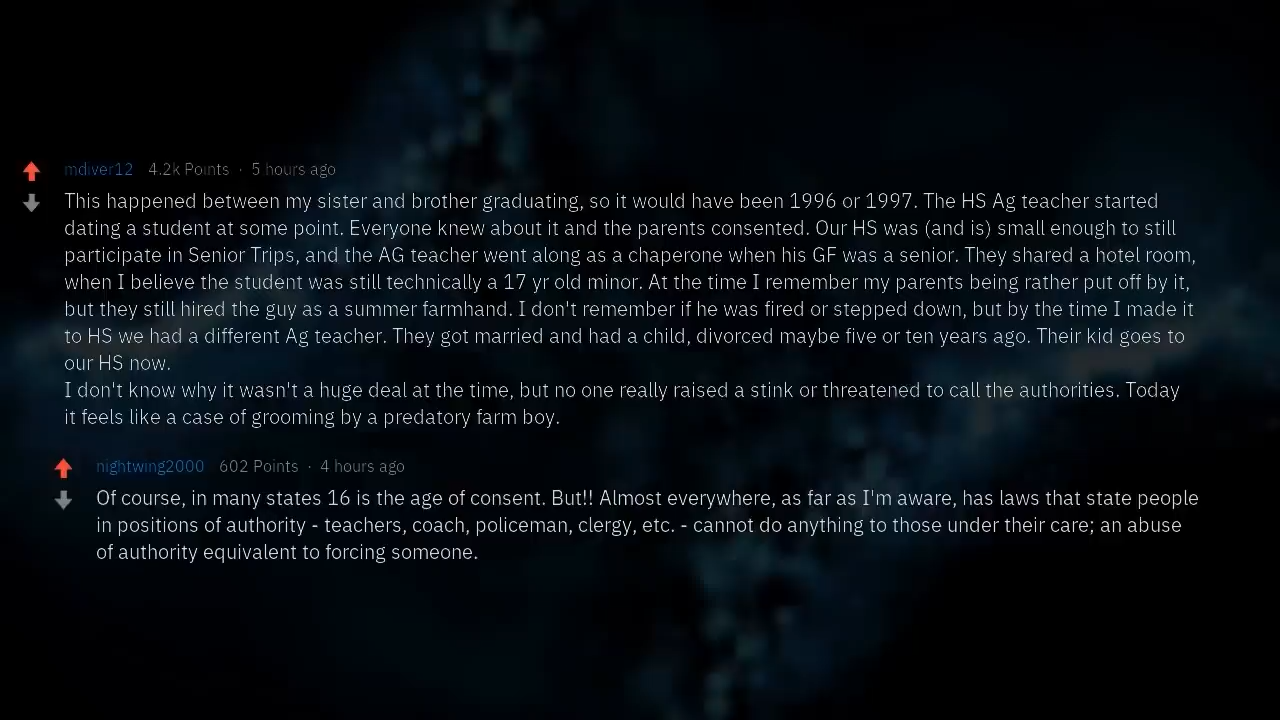 mdiver12 4.2k Points · 5 hours ago
This happened between my sister and brother graduating, so it would have been 1996 or 1997. The HS Ag teacher started
dating a student at some point. Everyone knew about it and the parents consented. Our HS was (and is) small enough to still
participate in Senior Trips, and the AG teacher went along as a chaperone when his GF was a senior. They shared a hotel room,
when I believe the student was still technically a 17 yr old minor. At the time I remember my parents being rather put off by it,
but they still hired the guy as a summer farmhand. I don't remember if he was fired or stepped down, but by the time I made it
to HS we had a different Ag teacher. They got married and had a child, divorced maybe five or ten years ago. Their kid goes to
our HS now.
I don't know why it wasn't a huge deal at the time, but no one really raised a stink or threatened to call the authorities. Today
it feels like a case of grooming by a predatory farm boy.
nightwing2000 602 Points · 4 hours ago
Of course, in many states 16 is the age of consent. But!! Almost everywhere, as far as I'm aware, has laws that state people
in positions of authority - teachers, coach, policeman, clergy, etc. - cannot do anything to those under their care; an abuse
of authority equivalent to forcing someone.